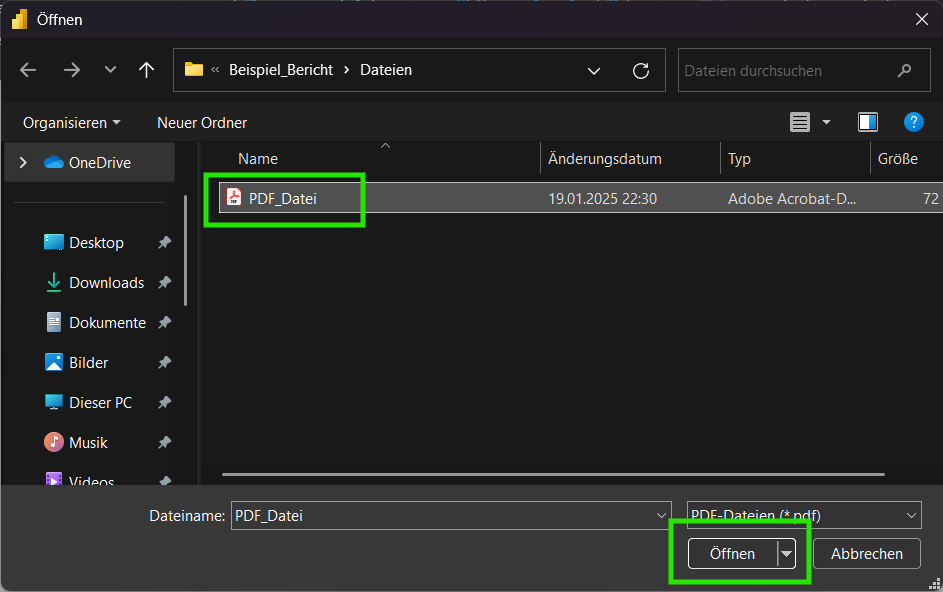 Öffnen
« Beispiel_Bericht › Dateien
Dateien durchsuchen
Organisieren
Neuer Ordner
?
OneDrive
Desktop
Downloads
Dokumente
Bilder
Dieser PC
Musik
Videos
Name Änderungsdatum Typ Größe
PDF_Datei 19.01.2025 22:30 Adobe Acrobat-D... 72
Dateiname: PDF_Datei
PDF-Dateien (*.pdf)
Öffnen
Abbrechen